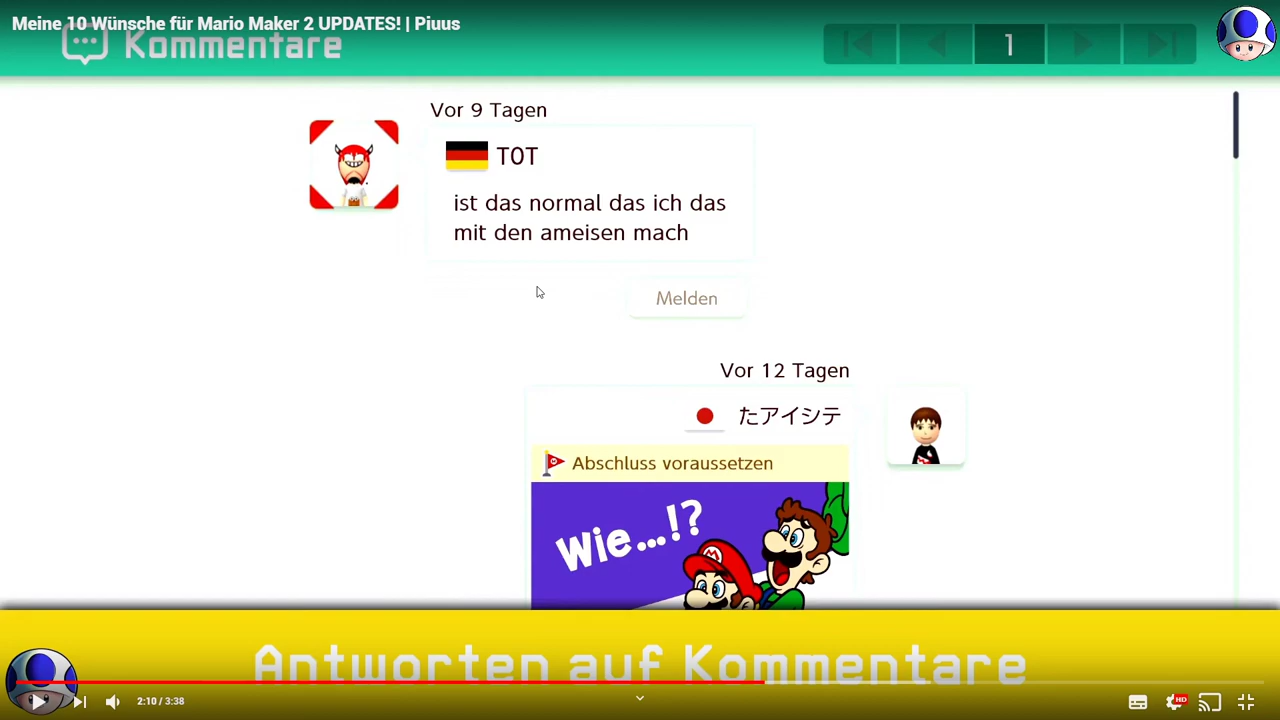 Meine 10 Wünsche für Mario Maker 2 UPDATES! | Piuus
Kommentare
1
Vor 9 Tagen
TOT
ist das normal das ich das
mit den ameisen mach
Melden
Vor 12 Tagen
たアイシテ
Abschluss voraussetzen
Wie...!?
Antworten auf Kommentare
2:10 / 3:38
HD